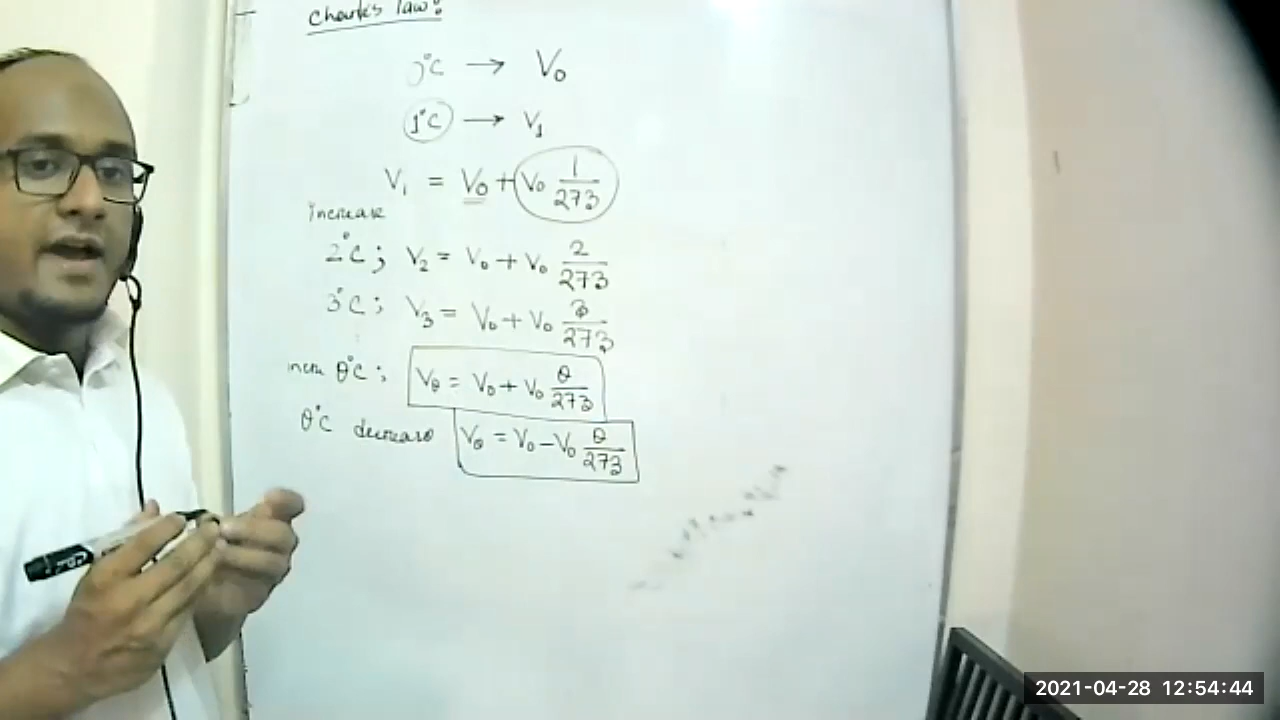 Charl's law:
j°C → V₀
1°C → V₁
V₁ = V₀ + V₀ 1/273
increase
2°C; V₂ = V₀ + V₀ 2/273
3°C; V₃ = V₀ + V₀ 3/273
incre θ°C; Vθ = V₀ + V₀ θ/273
θ°C decrease Vθ = V₀ - V₀ θ/273
2021-04-28 12:54:44